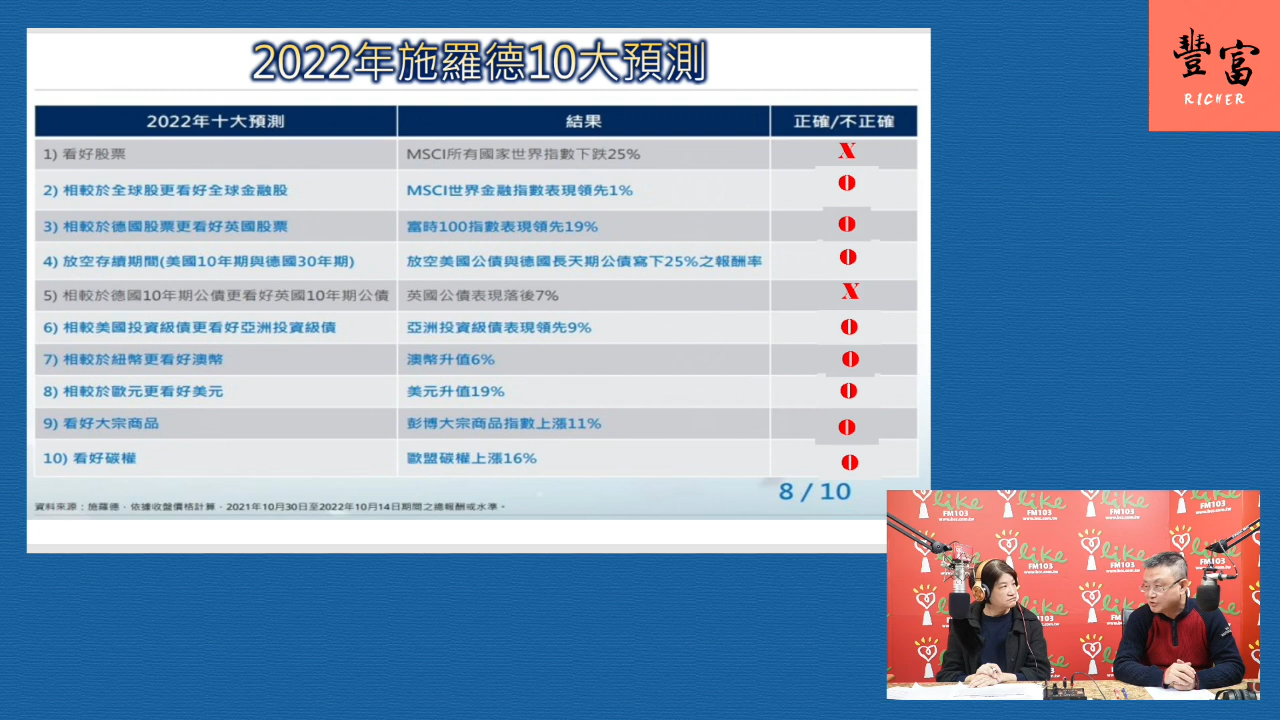 2022年施羅德10大預測
豐富
RICHER
2022年十大預測 結果 正確/不正確
1) 看好股票 MSCI所有國家世界指數下跌25% X
2) 相較於全球股更看好全球金融股 MSCI世界金融指數表現領先1% O
3) 相較於德國股票更看好英國股票 富時100指數表現領先19% O
4) 放空存續期間(美國10年期與德國30年期) 放空美國公債與德國長天期公債寫下25%之報酬率 O
5) 相較於德國10年期公債更看好英國10年期公債 英國公債表現落後7% X
6) 相較美國投資級債更看好亞洲投資級債 亞洲投資級債表現領先9% O
7) 相較於紐幣更看好澳幣 澳幣升值6% O
8) 相較於歐元更看好美元 美元升值19% O
9) 看好大宗商品 彭博大宗商品指數上漲11% O
10) 看好碳權 歐盟碳權上漲16% O
8 / 10
資料來源：施羅德、依據收盤價格計算，2021年10月30日至2022年10月14日期間之總報酬或水準。
like
FM103
www.bcc.com.tw